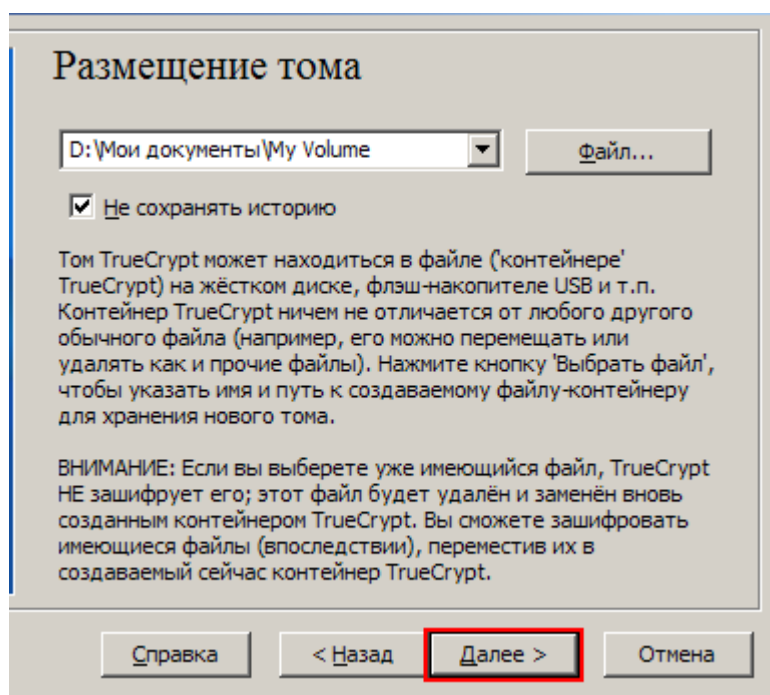 Размещение тома
D:\Мои документы\My Volume
Файл...
Не сохранять историю
Том TrueCrypt может находиться в файле ('контейнере'
TrueCrypt) на жёстком диске, флэш-накопителе USB и т.п.
Контейнер TrueCrypt ничем не отличается от любого другого
обычного файла (например, его можно перемещать или
удалять как и прочие файлы). Нажмите кнопку 'Выбрать файл',
чтобы указать имя и путь к создаваемому файлу-контейнеру
для хранения нового тома.
ВНИМАНИЕ: Если вы выберете уже имеющийся файл, TrueCrypt
НЕ зашифрует его; этот файл будет удалён и заменён вновь
созданным контейнером TrueCrypt. Вы сможете зашифровать
имеющиеся файлы (впоследствии), переместив их в
создаваемый сейчас контейнер TrueCrypt.
Справка
< Назад
Далее >
Отмена